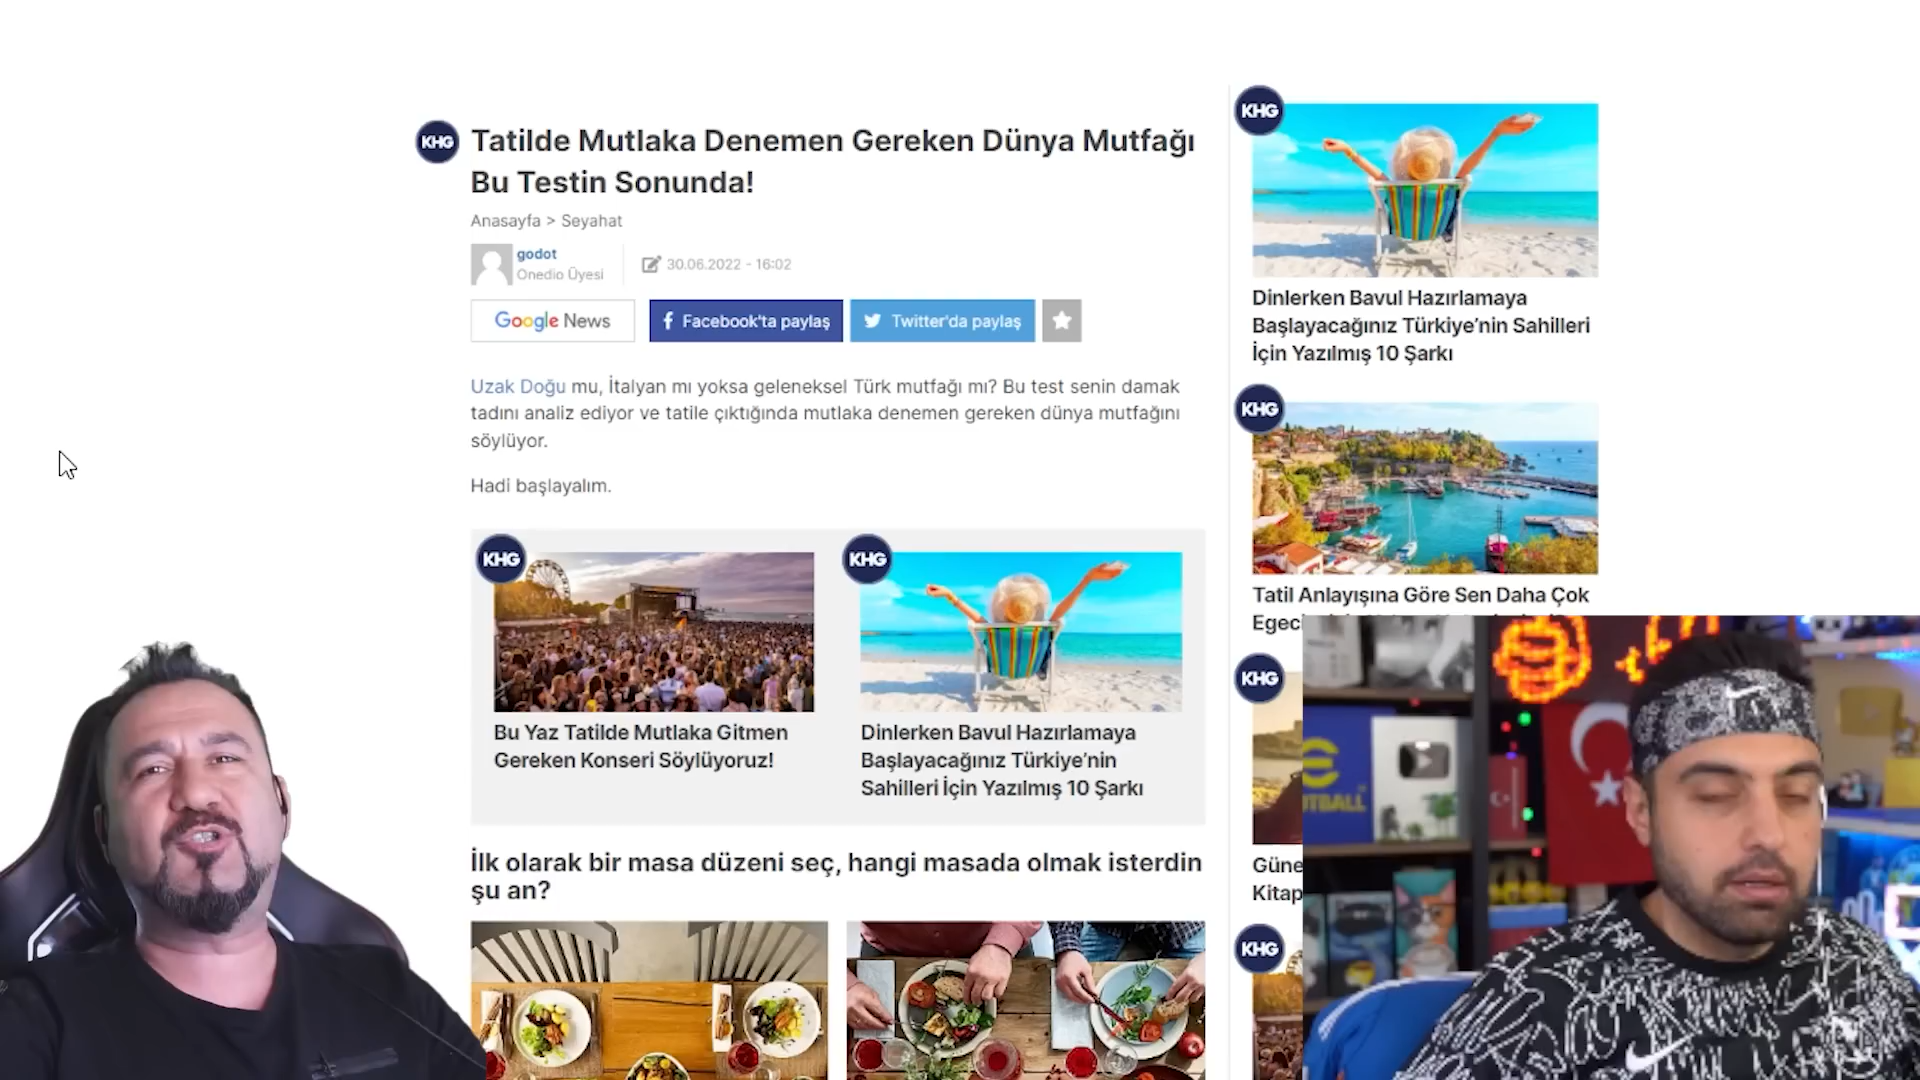 KHG
Tatilde Mutlaka Denemen Gereken Dünya Mutfağı
Bu Testin Sonunda!
Anasayfa > Seyahat
godot
Onedio Üyesi
30.06.2022 - 16:02
Google News
Facebook'ta paylaş
Twitter'da paylaş
Uzak Doğu mu, İtalyan mı yoksa geleneksel Türk mutfağı mı? Bu test senin damak
tadını analiz ediyor ve tatile çıktığında mutlaka denemen gereken dünya mutfağını
söylüyor.
Hadi başlayalım.
KHG
Bu Yaz Tatilde Mutlaka Gitmen
Gereken Konseri Söylüyoruz!
KHG
Dinlerken Bavul Hazırlamaya
Başlayacağınız Türkiye’nin
Sahilleri İçin Yazılmış 10 Şarkı
İlk olarak bir masa düzeni seç, hangi masada olmak isterdin
şu an?
KHG
Dinlerken Bavul Hazırlamaya
Başlayacağınız Türkiye’nin Sahilleri
İçin Yazılmış 10 Şarkı
KHG
Tatil Anlayışına Göre Sen Daha Çok
Egec
KHG
Güne
Kitap
KHG
TBALL